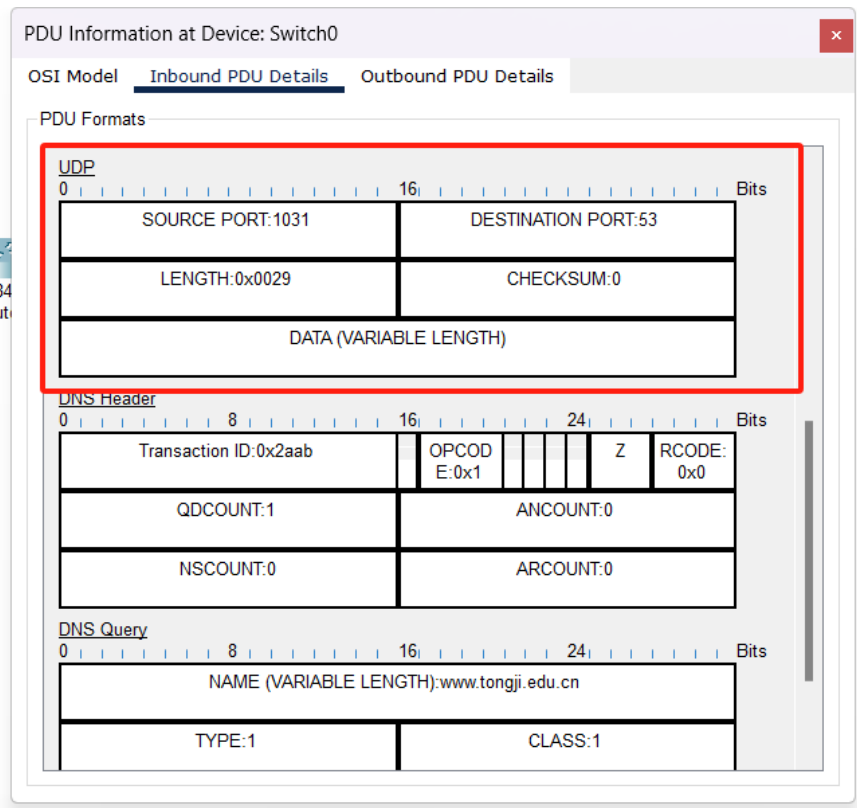 PDU Information at Device: Switch0
×
OSI Model Inbound PDU Details Outbound PDU Details
PDU Formats
UDP
0 16 Bits
SOURCE PORT:1031 DESTINATION PORT:53
LENGTH:0x0029 CHECKSUM:0
DATA (VARIABLE LENGTH)
DNS Header
0 8 16 24 Bits
Transaction ID:0x2aab OPCOD Z RCODE:
E:0x1 0x0
QDCOUNT:1 ANCOUNT:0
NSCOUNT:0 ARCOUNT:0
DNS Query
0 8 16 24 Bits
NAME (VARIABLE LENGTH):www.tongji.edu.cn
TYPE:1 CLASS:1